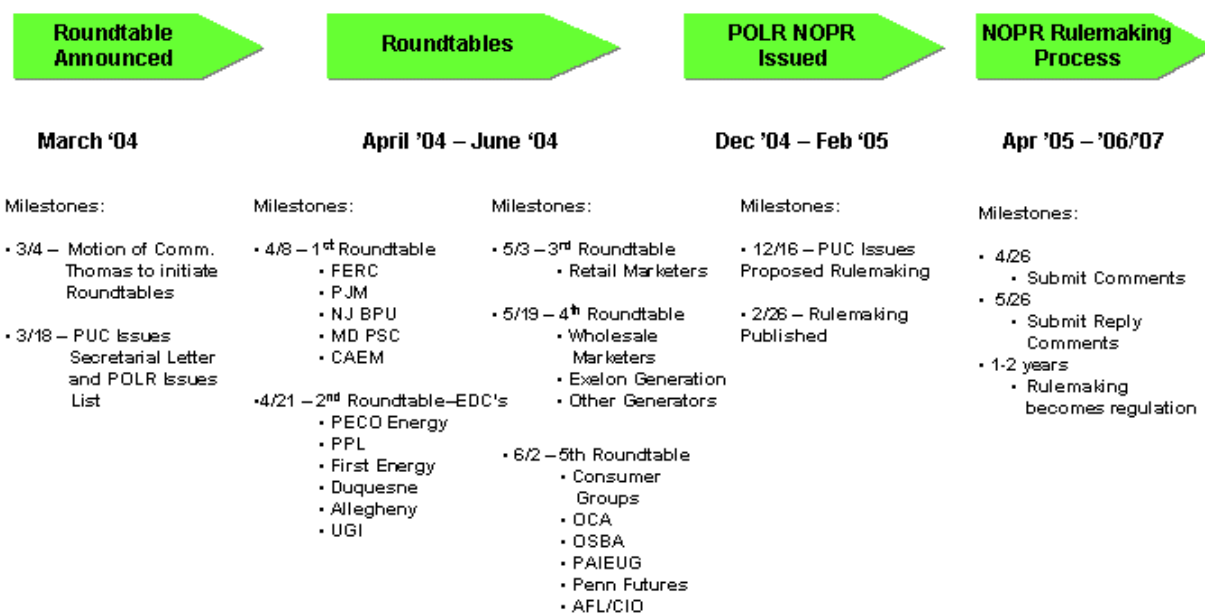 Roundtable
Announced
Roundtables
POLR NOPR
Issued
NOPR Rulemaking
Process
March ‘04
April ’04 – June ‘04
Dec ’04 – Feb ‘05
Apr ’05 – ’06/’07
Milestones:
• 3/4 – Motion of Comm.
Thomas to initiate
Roundtables
• 3/18 – PUC Issues
Secretarial Letter
and POLR Issues
List
Milestones:
• 4/8 – 1st Roundtable
• FERC
• PJM
• NJ BPU
• MD PSC
• CAEM
•4/21 – 2nd Roundtable–EDC's
• PECO Energy
• PPL
• First Energy
• Duquesne
• Allegheny
• UGI
Milestones:
• 5/3 – 3rd Roundtable
• Retail Marketers
• 5/19 – 4th Roundtable
• Wholesale
Marketers
• Exelon Generation
• Other Generators
• 6/2 – 5th Roundtable
• Consumer
Groups
• OCA
• OSBA
• PAIEUG
• Penn Futures
• AFL/CIO
Milestones:
• 12/16 – PUC Issues
Proposed Rulemaking
• 2/26 – Rulemaking
Published
Milestones:
• 4/26
• Submit Comments
• 5/26
• Submit Reply
Comments
• 1-2 years
• Rulemaking
becomes regulation